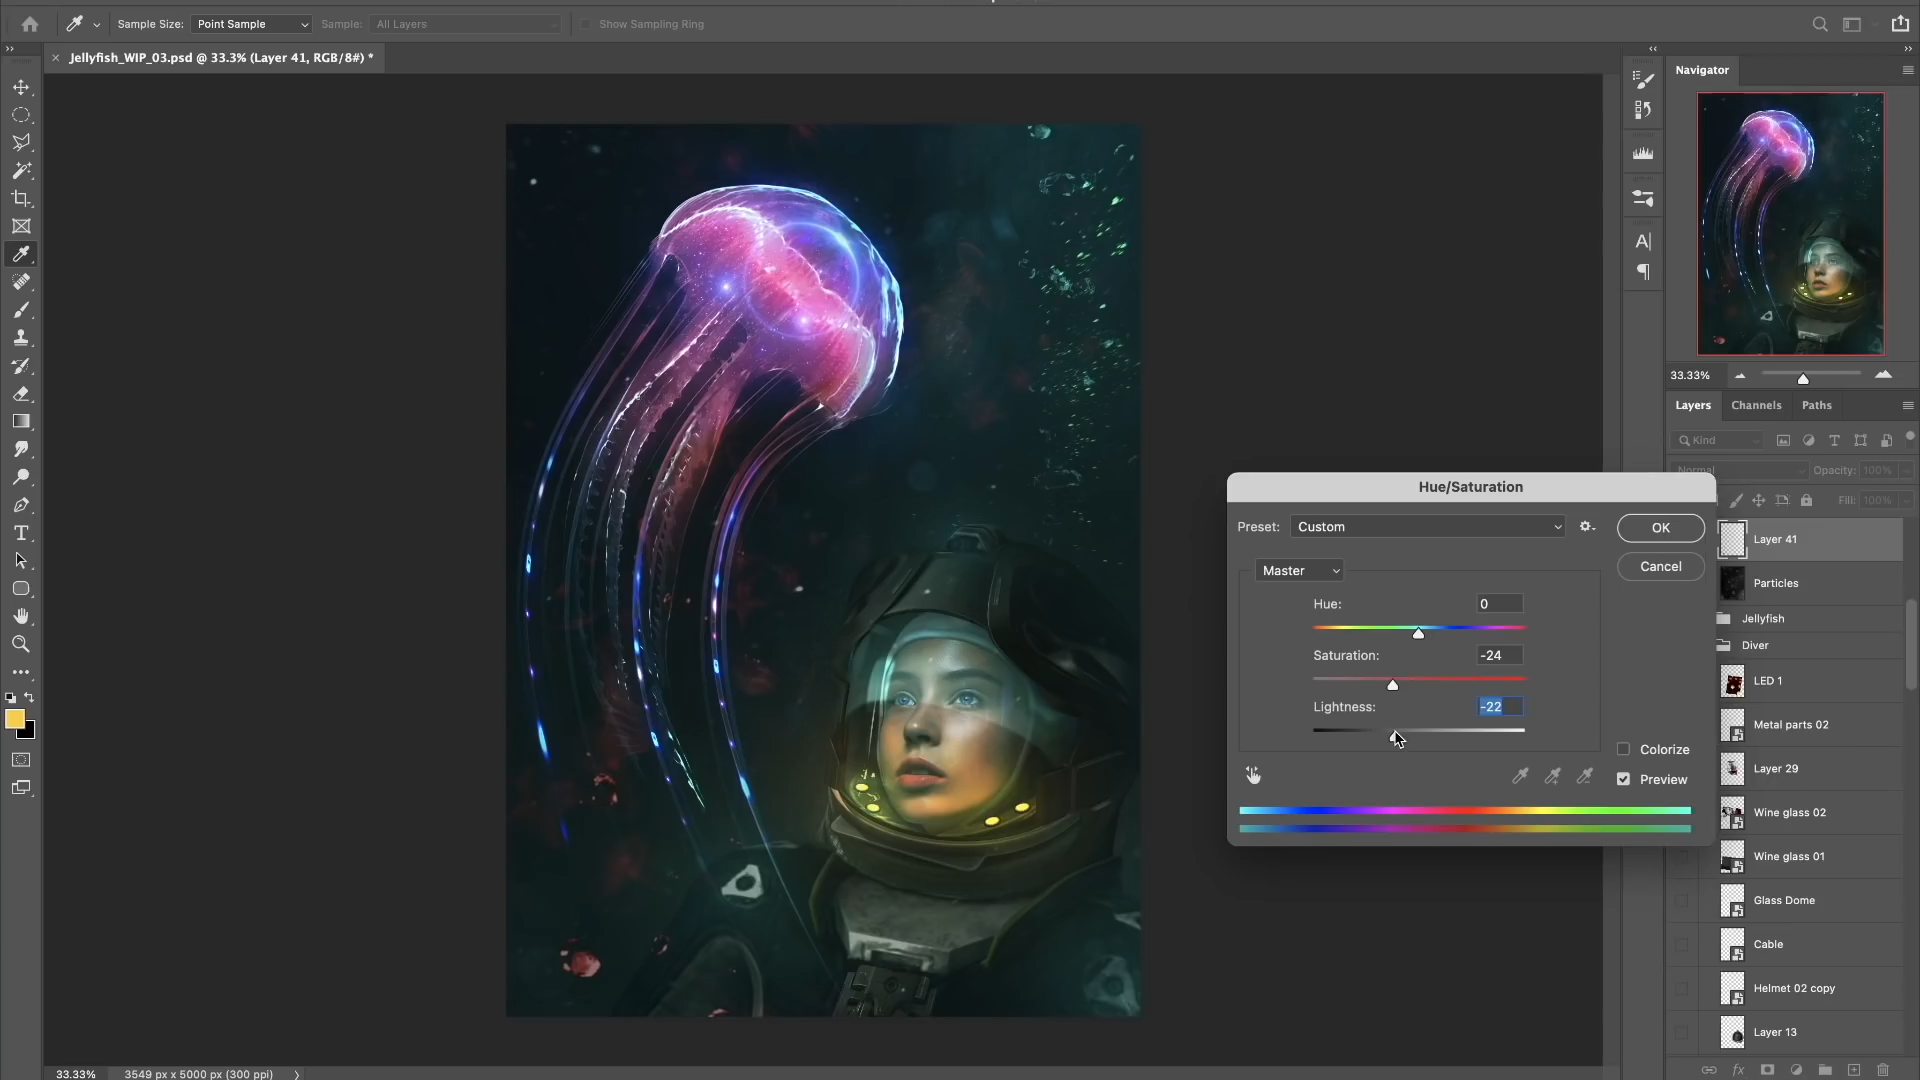 Sample Size: Point Sample Sample: All Layers Show Sampling Ring
Jellyfish_WIP_03.psd @ 33.3% (Layer 41, RGB/8#) *
Navigator
33.33%
Layers Channels Paths
Kind
Normal Opacity: 100%
Fill: 100%
Hue/Saturation
Preset: Custom OK
Cancel
Master
Hue: 0
Saturation: -24
Lightness: -22
Colorize
Preview
Layer 41
Particles
Jellyfish
Diver
LED 1
Metal parts 02
Layer 29
Wine glass 02
Wine glass 01
Glass Dome
Cable
Helmet 02 copy
Layer 13
33.33% 3549 px x 5000 px (300 ppi)